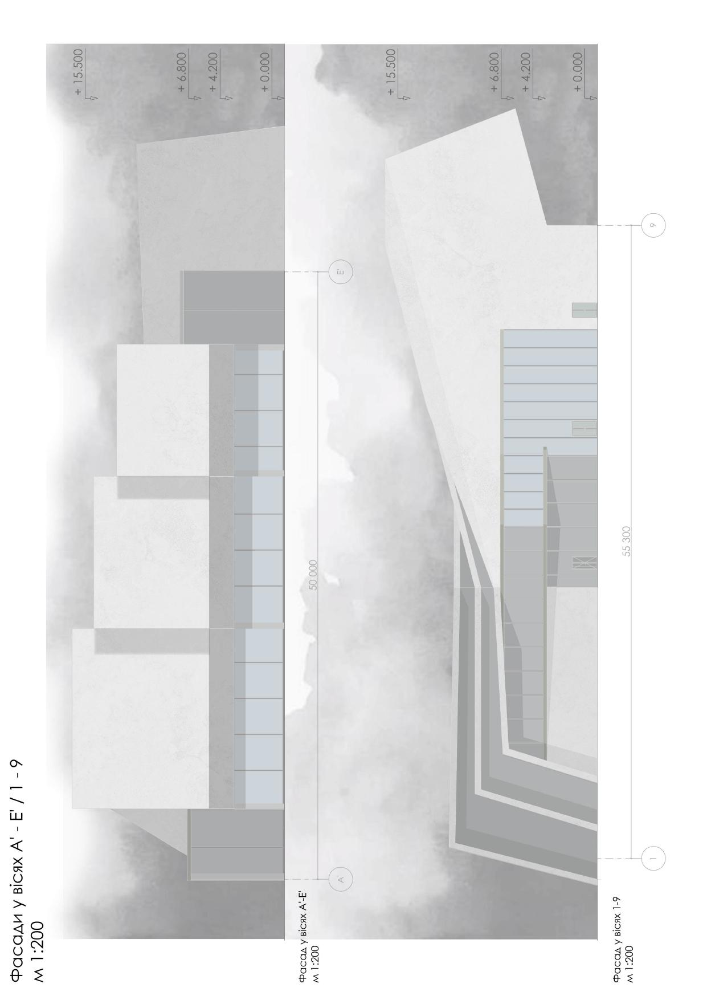 Фасади у вісях А' - Е' / 1 - 9
м 1:200
+ 15.500
+ 6.800
+ 4.200
+ 0.000
А'
50 000
Е'
Фасад у вісях А'-Е'
м 1:200
+ 15.500
+ 6.800
+ 4.200
+ 0.000
1
55 300
9
Фасад у вісях 1-9
м 1:200